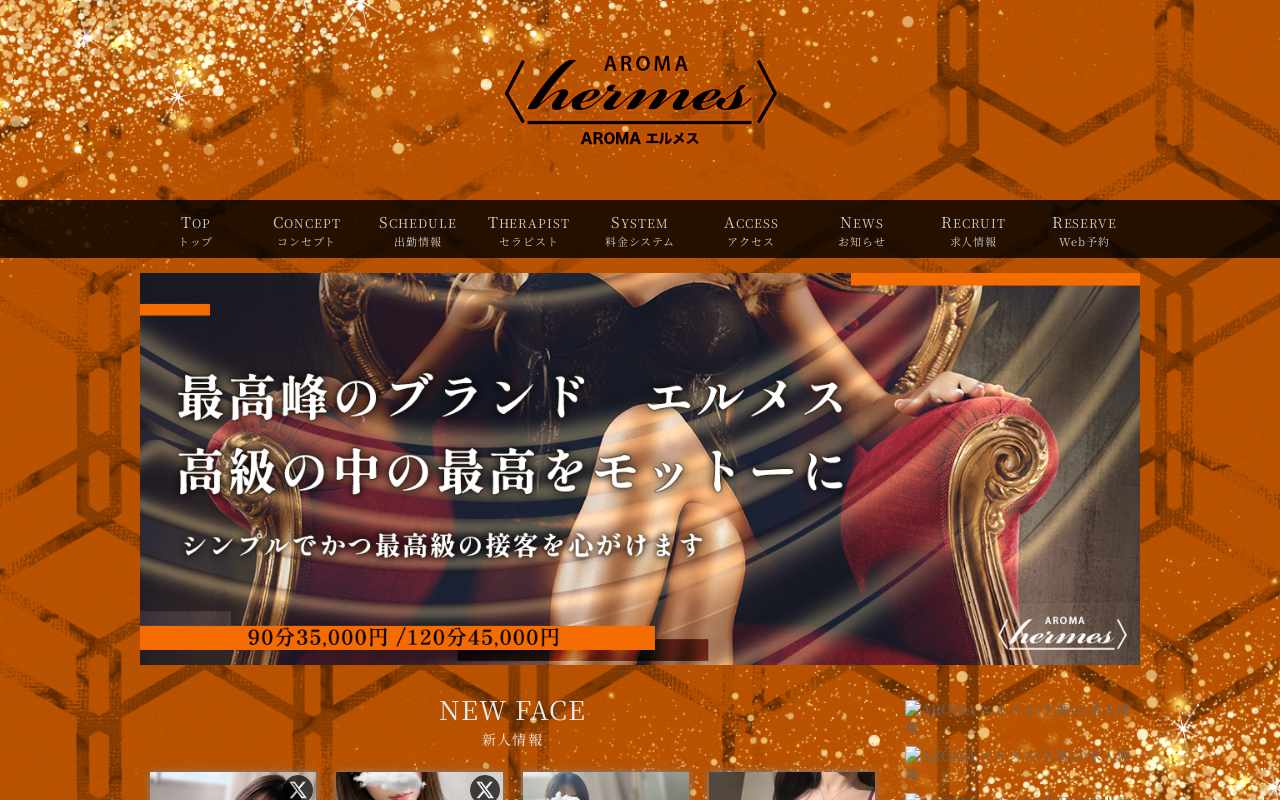 AROMA
hermes
AROMA エルメス
TOP
トップ
CONCEPT
コンセプト
SCHEDULE
出勤情報
THERAPIST
セラピスト
SYSTEM
料金システム
ACCESS
アクセス
NEWS
お知らせ
RECRUIT
求人情報
RESERVE
Web予約
最高峰のブランド　エルメス
高級の中の最高をモットーに
シンプルでかつ最高級の接客を心がけます
90分35,000円 /120分45,000円
AROMA
hermes
NEW FACE
新人情報